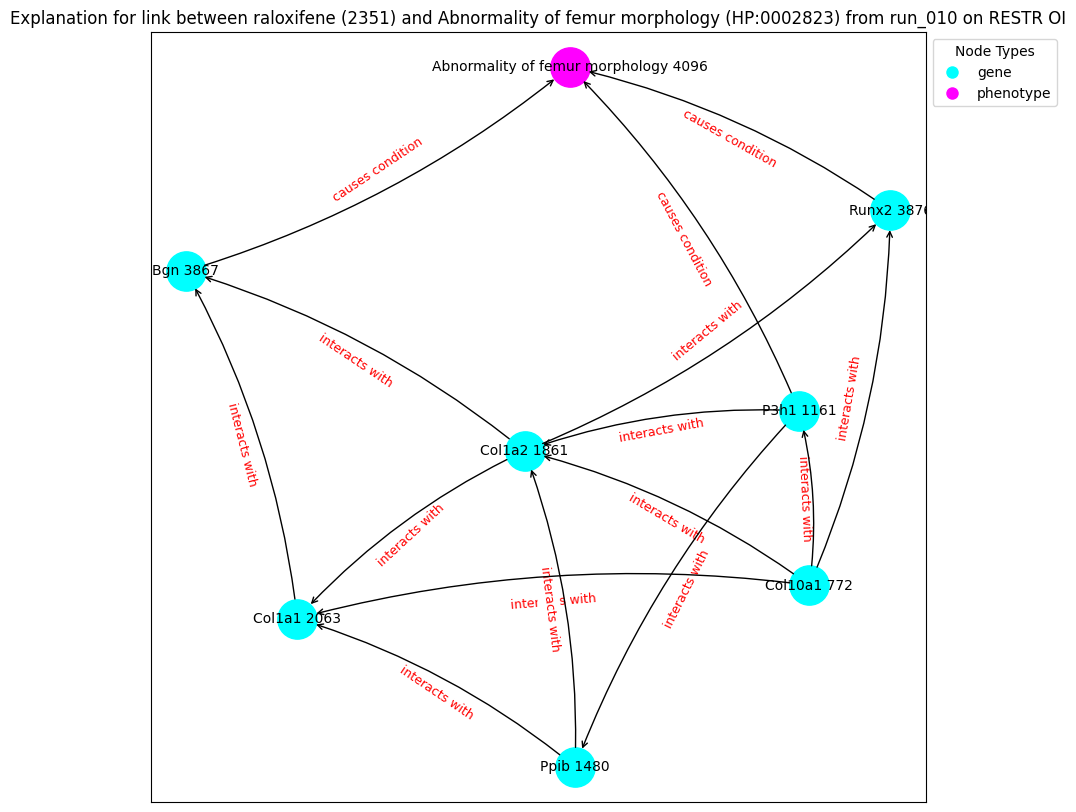 Explanation for link between raloxifene (2351) and Abnormality of femur morphology (HP:0002823) from run_010 on RESTR OI
Node Types
gene
phenotype
Abnormality of femur morphology 4096
causes condition
causes condition
causes condition
Runx2 3876
Bgn 3867
interacts with
interacts with
interacts with
interacts with
P3h1 1161
interacts with
Col1a2 1861
interacts with
interacts with
interacts with
interacts with
Col10a1 772
interacts with
interacts with
Col1a1 2063
interacts with
Ppib 1480